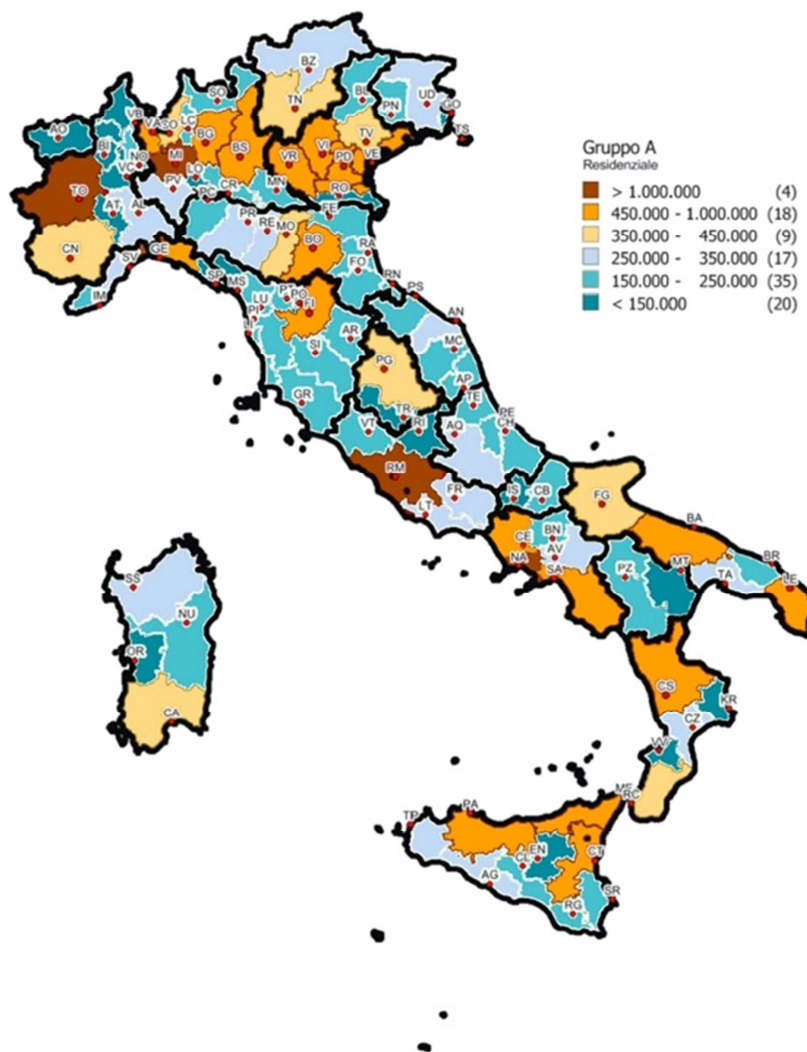 BZ
SO
BL
UD
PN
GO
TS
TN
VB
VA
CO
LC
BG
BS
TV
VI
AO
BI
NO
MI
VR
PD
VE
VC
LO
TO
PV
CR
MN
RO
PC
AT
AL
FE
PR
RE
MO
BO
CN
GE
RA
SV
SP
FO
MS
RN
IM
PT
PO
PS
LU
FI
PI
LI
AR
AN
SI
MC
PG
GR
AP
TE
TR
VT
RI
AQ
PE
CH
RM
FR
LT
IS
CB
FG
BA
BN
CE
AV
NA
SA
PZ
MT
BR
TA
LE
SS
NU
OR
CA
CS
KR
CZ
VV
ME
RC
TP
PA
EN
CL
CT
AG
SR
RG
Gruppo A
Residenziale
> 1.000.000 (4)
450.000 - 1.000.000 (18)
350.000 - 450.000 (9)
250.000 - 350.000 (17)
150.000 - 250.000 (35)
< 150.000 (20)